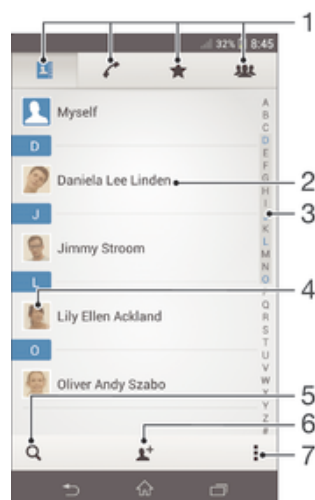 1
32% 8:45
Myself
D
Daniela Lee Linden
2
J
3
Jimmy Stroom
L
4
Lily Ellen Ackland
O
Oliver Andy Szabo
A
B
C
D
E
F
G
H
I
J
K
L
M
N
O
P
Q
R
S
T
U
V
W
X
Y
Z
#
5
6
7